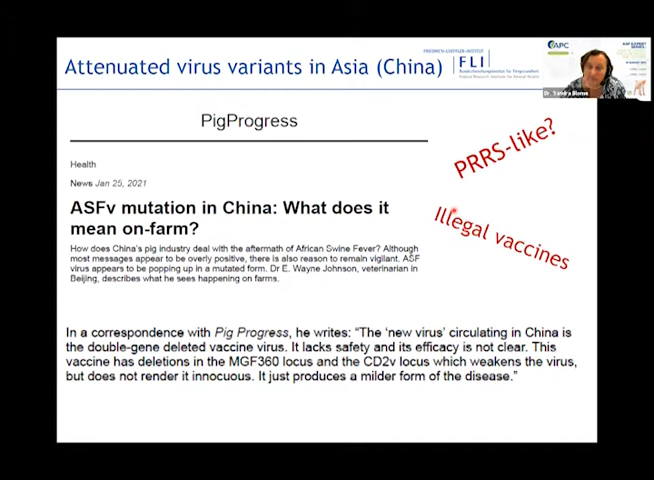 Attenuated virus variants in Asia (China)
FRIEDRICH-LOEFFLER-INSTITUT
FLI
APC
Dr. Sandra Blome
PigProgress
PRRS-like?
Health
News Jan 25, 2021
ASFv mutation in China: What does it
mean on-farm?
Illegal vaccines
How does China's pig industry deal with the aftermath of African Swine Fever? Although
most messages appear to be overly positive, there is also reason to remain vigilant. ASF
virus appears to be popping up in a mutated form. Dr E. Wayne Johnson, veterinarian in
Beijing, describes what he sees happening on farms.
In a correspondence with Pig Progress, he writes: “The ‘new virus’ circulating in China is
the double-gene deleted vaccine virus. It lacks safety and its efficacy is not clear. This
vaccine has deletions in the MGF360 locus and the CD2v locus which weakens the virus,
but does not render it innocuous. It just produces a milder form of the disease.”